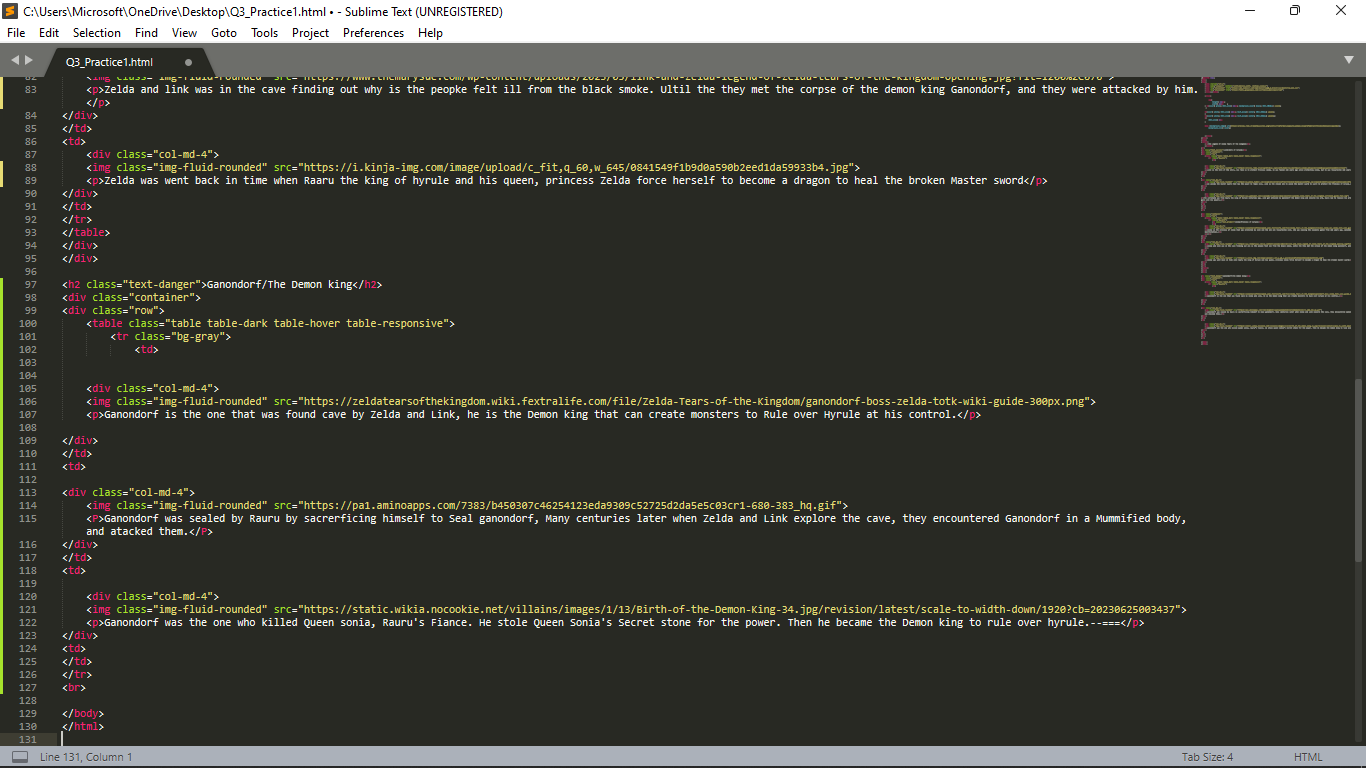 C:\Users\Microsoft\OneDrive\Desktop\Q3_Practice1.html • - Sublime Text (UNREGISTERED)
File Edit Selection Find View Goto Tools Project Preferences Help
Q3_Practice1.html
83 <p>Zelda and link was in the cave finding out why is the peopke felt ill from the black smoke. Ultil the they met the corpse of the demon king Ganondorf, and they were attacked by him.
</p>
84 </div>
85 </td>
86 <td>
87 <div class="col-md-4">
88 <img class="img-fluid-rounded" src="https://i.kinja-img.com/image/upload/c_fit,q_60,w_645/0841549f1b9d0a590b2eed1da59933b4.jpg">
89 <p>Zelda was went back in time when Raaru the king of hyrule and his queen, princess Zelda force herself to become a dragon to heal the broken Master sword</p>
90 </div>
91 </td>
92 </tr>
93 </table>
94 </div>
95 </div>
96
97 <h2 class="text-danger">Ganondorf/The Demon king</h2>
98 <div class="container">
99 <div class="row">
100 <table class="table table-dark table-hover table-responsive">
101 <tr class="bg-gray">
102 <td>
103
104
105 <div class="col-md-4">
106 <img class="img-fluid-rounded" src="https://zeldatearsofthekingdom.wiki.fextralife.com/file/Zelda-Tears-of-the-Kingdom/ganondorf-boss-zelda-totk-wiki-guide-300px.png">
107 <p>Ganondorf is the one that was found cave by Zelda and Link, he is the Demon king that can create monsters to Rule over Hyrule at his control.</p>
108
109 </div>
110 </td>
111 <td>
112
113 <div class="col-md-4">
114 <img class="img-fluid-rounded" src="https://pa1.aminoapps.com/7383/b450307c46254123eda9309c52725d2da5e5c03cr1-680-383_hq.gif">
115 <P>Ganondorf was sealed by Rauru by sacrerficing himself to Seal ganondorf, Many centuries later when Zelda and Link explore the cave, they encountered Ganondorf in a Mummified body,
and atacked them.</P>
116 </div>
117 </td>
118 <td>
119
120 <div class="col-md-4">
121 <img class="img-fluid-rounded" src="https://static.wikia.nocookie.net/villains/images/1/13/Birth-of-the-Demon-King-34.jpg/revision/latest/scale-to-width-down/1920?cb=20230625003437">
122 <p>Ganondorf was the one who killed Queen sonia, Rauru's Fiance. He stole Queen Sonia's Secret stone for the power. Then he became the Demon king to rule over hyrule.--===</p>
123 </div>
124 <td>
125 </td>
126 </tr>
127 <br>
128
129 </body>
130 </html>
131
Line 131, Column 1 Tab Size: 4 HTML